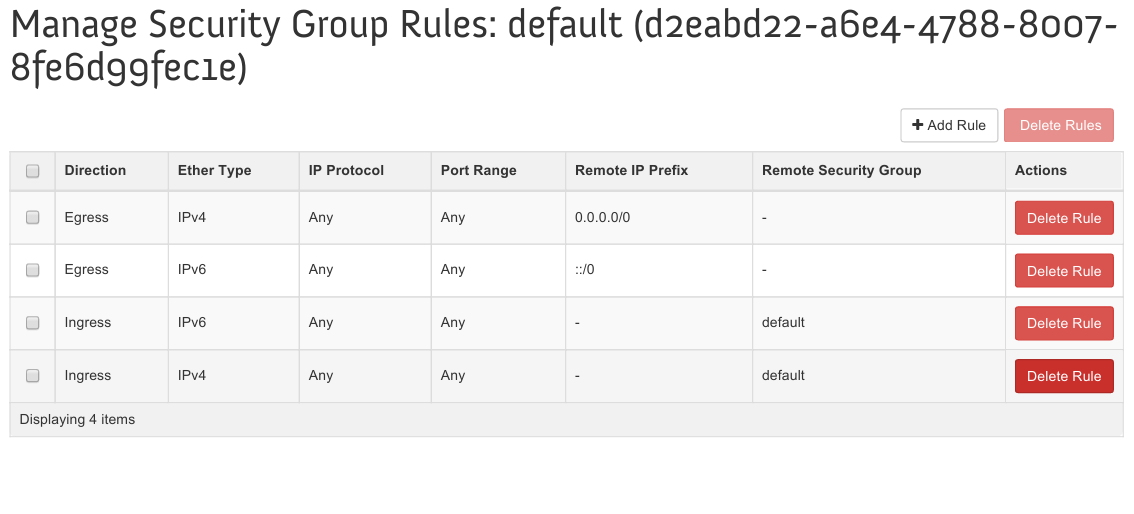 Manage Security Group Rules: default (d2eabd22-a6e4-4788-8007-
8fe6d99fec1e)
+ Add Rule Delete Rules
Direction Ether Type IP Protocol Port Range Remote IP Prefix Remote Security Group Actions
Egress IPv4 Any Any 0.0.0.0/0 - Delete Rule
Egress IPv6 Any Any ::/0 - Delete Rule
Ingress IPv6 Any Any - default Delete Rule
Ingress IPv4 Any Any - default Delete Rule
Displaying 4 items